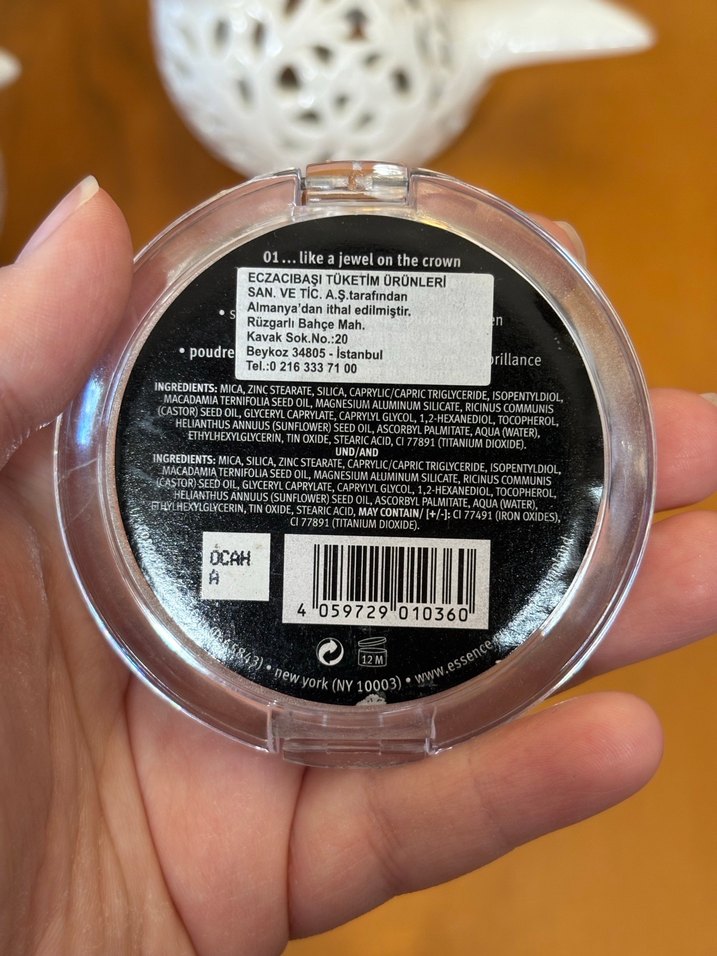 01 ... like a jewel on the crown
ECZACIBAŞI TÜKETİM ÜRÜNLERİ
SAN. VE TİC. A.Ş.tarafından
Almanya'dan ithal edilmiştir.
Rüzgarlı Bahçe Mah.
Kavak Sok.No.:20
Beykoz 34805 - İstanbul
Tel.:0 216 333 71 00
• poudre
brillance
INGREDIENTS: MICA, ZINC STEARATE, SILICA, CAPRYLIC/CAPRIC TRIGLYCERIDE, ISOPENTYLDIOL,
MACADAMIA TERNIFOLIA SEED OIL, MAGNESIUM ALUMINUM SILICATE, RICINUS COMMUNIS
(CASTOR) SEED OIL, GLYCERYL CAPRYLATE, CAPRYLYL GLYCOL, 1,2-HEXANEDIOL, TOCOPHEROL,
HELIANTHUS ANNUUS (SUNFLOWER) SEED OIL, ASCORBYL PALMITATE, AQUA (WATER),
ETHYLHEXYLGLYCERIN, TIN OXIDE, STEARIC ACID, CI 77891 (TITANIUM DIOXIDE).
UND/AND
INGREDIENTS: MICA, SILICA, ZINC STEARATE, CAPRYLIC/CAPRIC TRIGLYCERIDE, ISOPENTYLDIOL,
MACADAMIA TERNIFOLIA SEED OIL, MAGNESIUM ALUMINUM SILICATE, RICINUS COMMUNIS
(CASTOR) SEED OIL, GLYCERYL CAPRYLATE, CAPRYLYL GLYCOL, 1,2-HEXANEDIOL, TOCOPHEROL,
HELIANTHUS ANNUUS (SUNFLOWER) SEED OIL, ASCORBYL PALMITATE, AQUA (WATER),
ETHYLHEXYLGLYCERIN, TIN OXIDE, STEARIC ACID, MAY CONTAIN/ [+/-]: CI 77491 (IRON OXIDES),
CI 77891 (TITANIUM DIOXIDE).
OCAH
A
4 059729 010360
12 M
5843) • new york (NY 10003) • www.essence